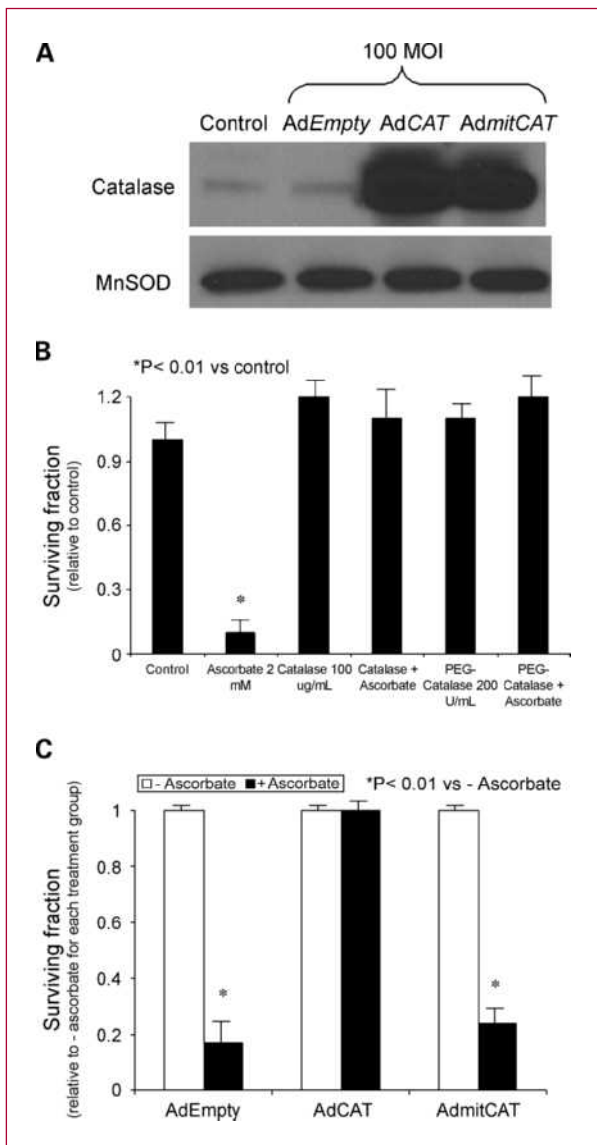 A
100 MOI
Control AdEmpty AdCAT AdmitCAT
Catalase
MnSOD
B
*P< 0.01 vs control
Surviving fraction
(relative to control)
1.2
0.9
0.6
0.3
0
*
Control
Ascorbate 2
mM
Catalase 100
ug/mL
Catalase +
Ascorbate
PEG-
Catalase 200
U/mL
PEG-
Catalase +
Ascorbate
C
- Ascorbate + Ascorbate
*P< 0.01 vs - Ascorbate
Surviving fraction
(relative to - ascorbate for each treatment group)
1
0.8
0.6
0.4
0.2
0
*
*
AdEmpty
AdCAT
AdmitCAT